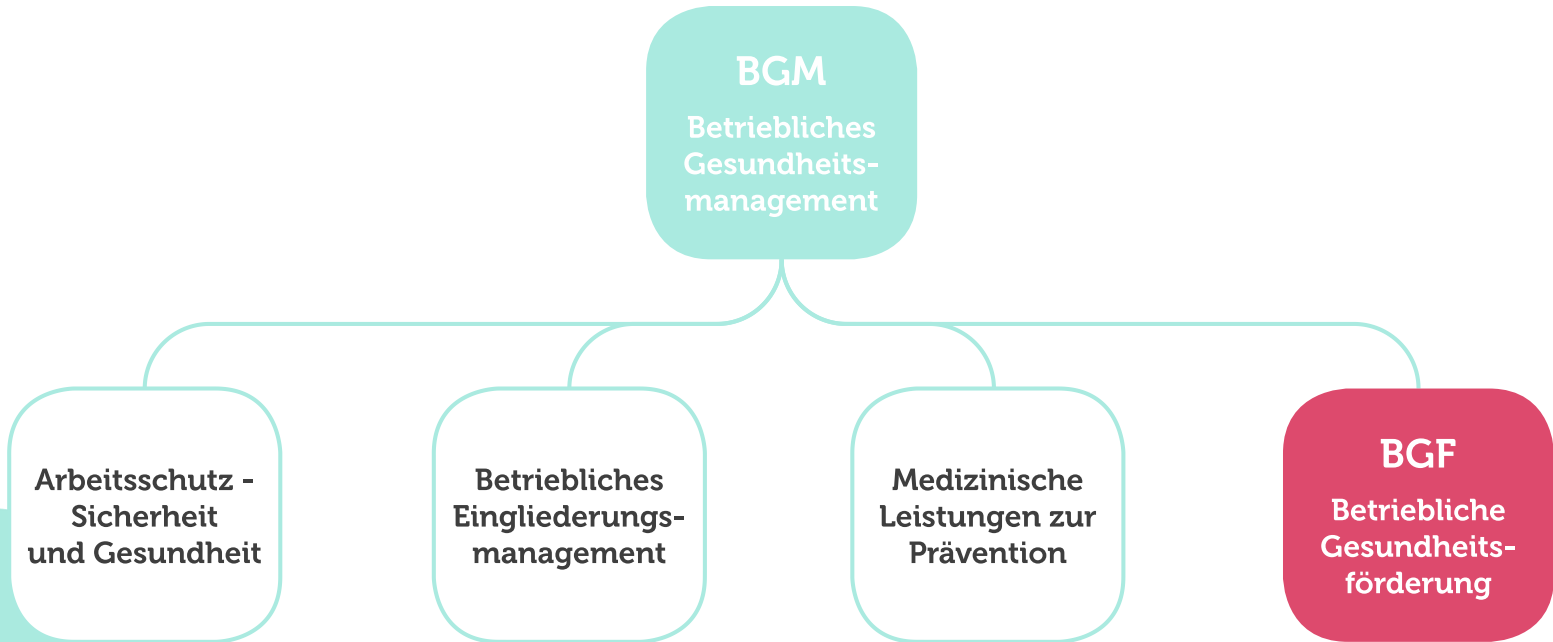 BGM
Betriebliches
Gesundheits-
management
Arbeitsschutz -
Sicherheit
und Gesundheit
Betriebliches
Eingliederungs-
management
Medizinische
Leistungen zur
Prävention
BGF
Betriebliche
Gesundheits-
förderung